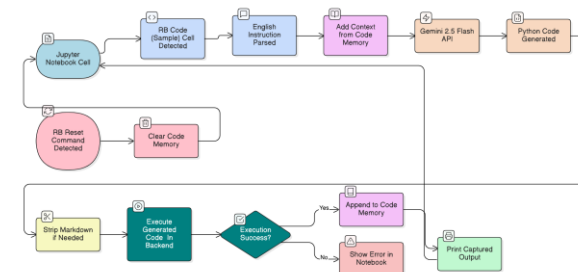 RB Code
(Sample) Cell
Detected
English
Instruction
Parsed
Add Context
from Code
Memory
Gemini 2.5 Flash
API
Python Code
Generated
Jupyter
Notebook Cell
RB Reset
Command
Detected
Clear Code
Memory
Strip Markdown
if Needed
Execute
Generated
Code In
Backend
Execution
Success?
Yes
No
Append to Code
Memory
Show Error in
Notebook
Print Captured
Output